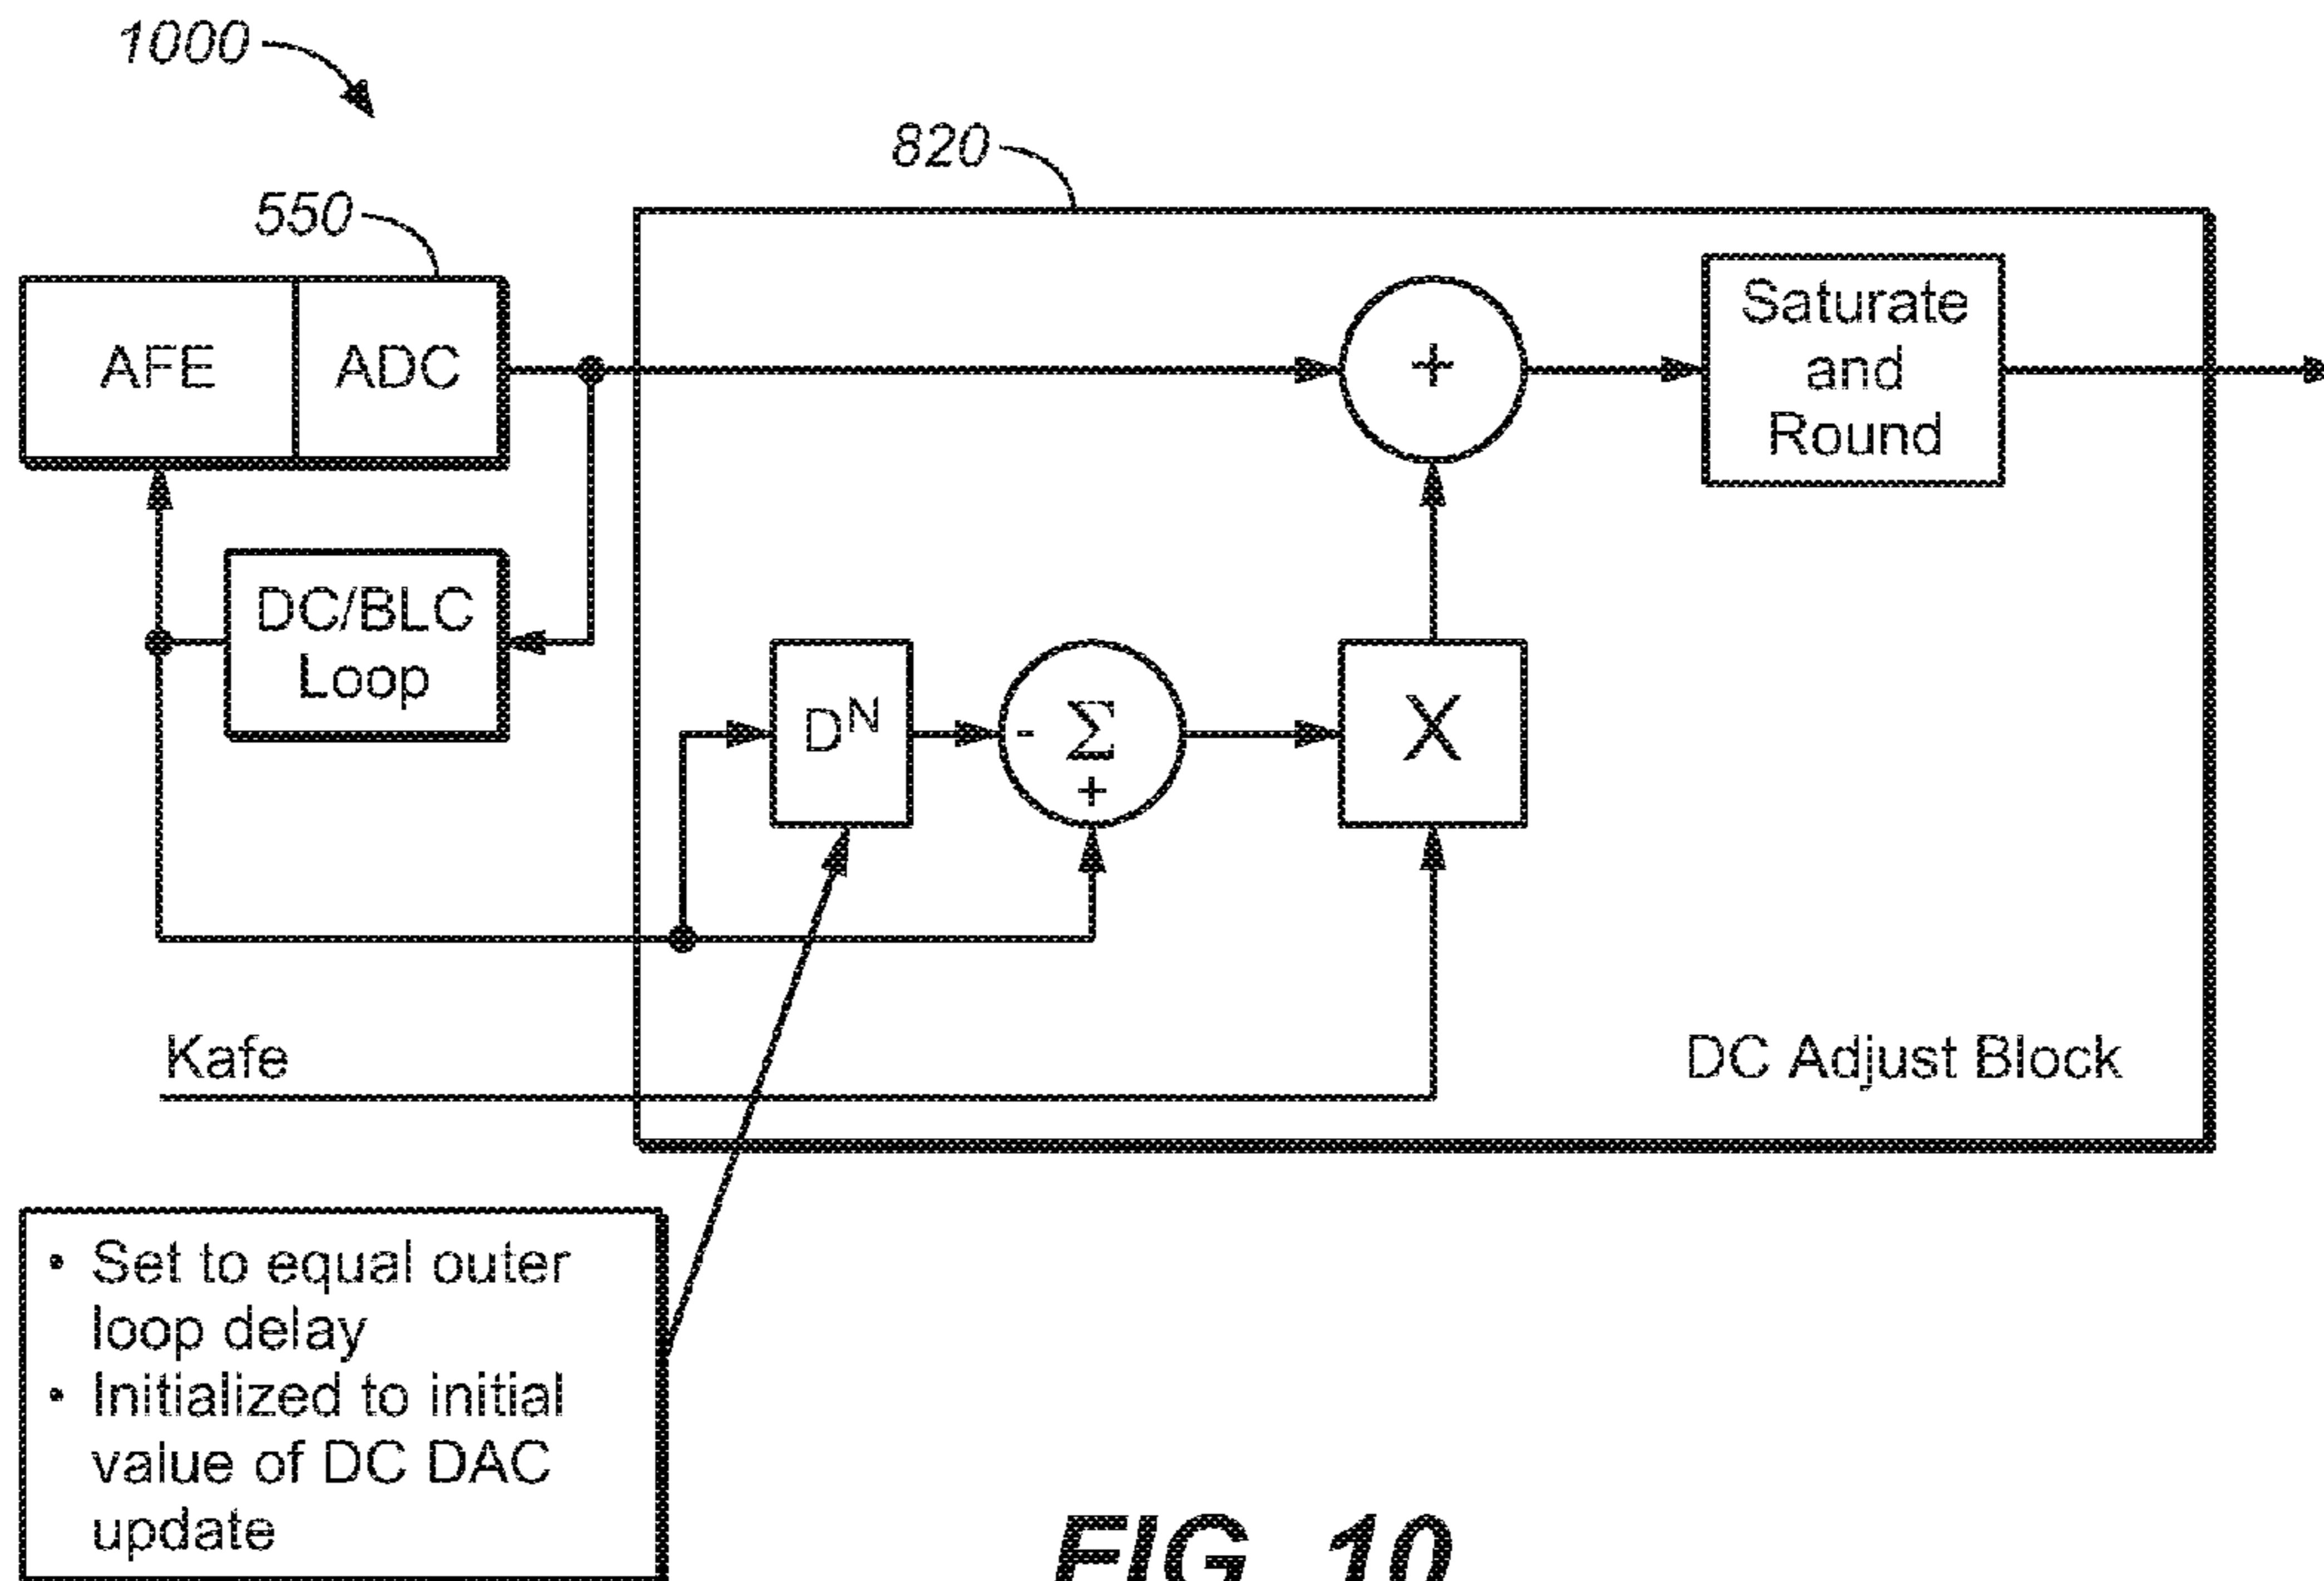 1000
820
550
AFE
ADC
+
Saturate
and
Round
DC/BLC
Loop
D^N
-
Σ
+
X
Kafe
DC Adjust Block
• Set to equal outer
loop delay
• Initialized to initial
value of DC DAC
update
FIG. 10